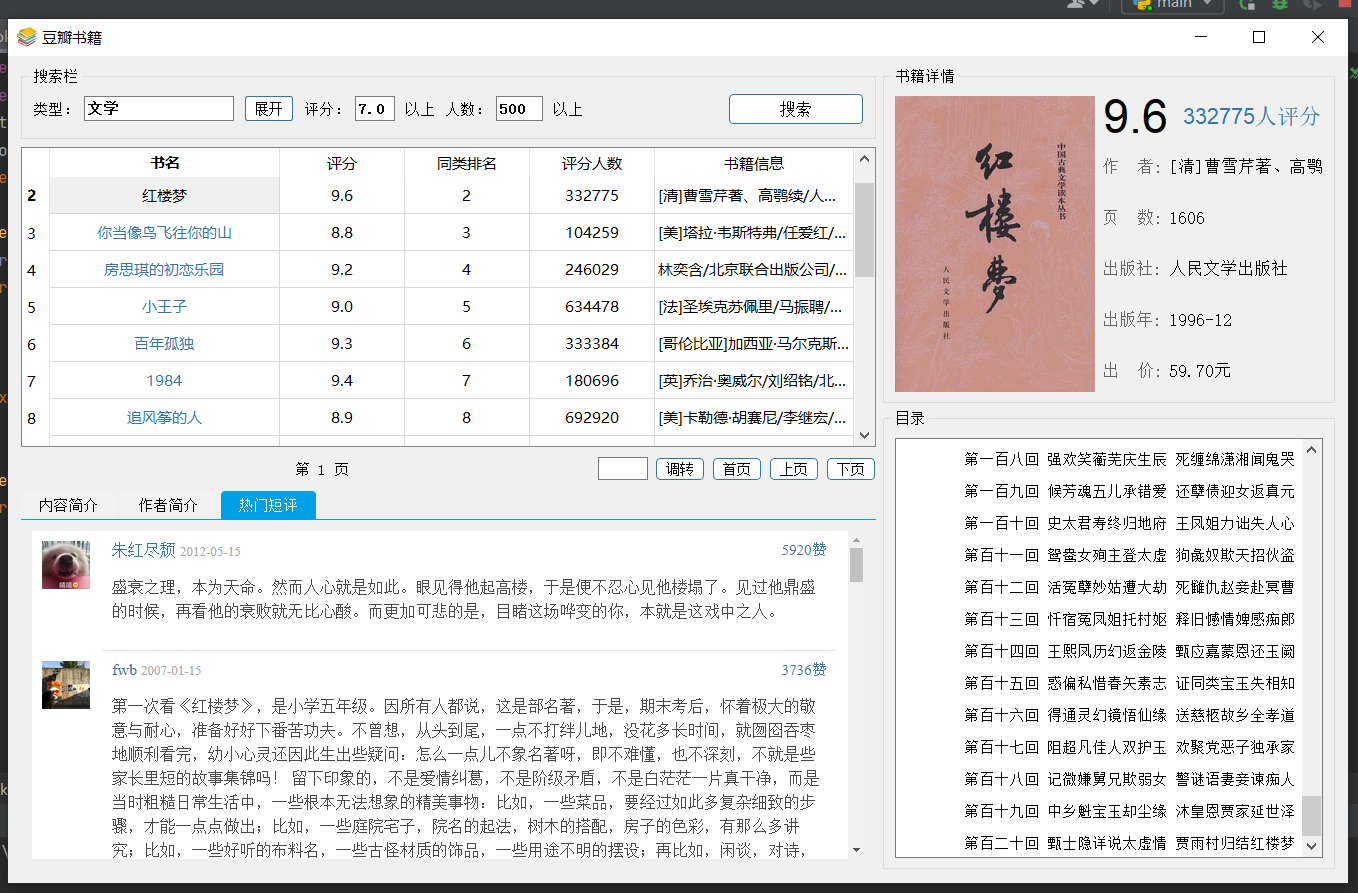 main
豆瓣书籍
搜索栏
类型： 文学 展开 评分： 7.0 以上 人数： 500 以上 搜索
书名 评分 同类排名 评分人数 书籍信息
2 红楼梦 9.6 2 332775 [清]曹雪芹著、高鹗续/人...
3 你当像鸟飞往你的山 8.8 3 104259 [美]塔拉·韦斯特弗/任爱红/...
4 房思琪的初恋乐园 9.2 4 246029 林奕含/北京联合出版公司/...
5 小王子 9.0 5 634478 [法]圣埃克苏佩里/马振聘/...
6 百年孤独 9.3 6 333384 [哥伦比亚]加西亚·马尔克斯...
7 1984 9.4 7 180696 [英]乔治·奥威尔/刘绍铭/北...
8 追风筝的人 8.9 8 692920 [美]卡勒德·胡赛尼/李继宏/...
第 1 页 调转 首页 上页 下页
内容简介 作者简介 热门短评
朱红尽颓 2012-05-15 5920赞
盛衰之理，本为天命。然而人心就是如此。眼见得他起高楼，于是便不忍心见他楼塌了。见过他鼎盛
的时候，再看他的衰败就无比心酸。而更加可悲的是，目睹这场哗变的你，本就是这戏中之人。
fwb 2007-01-15 3736赞
第一次看《红楼梦》，是小学五年级。因所有人都说，这是部名著，于是，期末考后，怀着极大的敬
意与耐心，准备好好下番苦功夫。不曾想，从头到尾，一点不打绊儿地，没花多长时间，就囫囵吞枣
地顺利看完，幼小心灵还因此生出些疑问：怎么一点儿不象名著呀，即不难懂，也不深刻，不就是些
家长里短的故事集锦吗！ 留下印象的，不是爱情纠葛，不是阶级矛盾，不是白茫茫一片真干净，而是
当时粗糙日常生活中，一些根本无法想象的精美事物：比如，一些菜品，要经过如此多复杂细致的步
骤，才能一点点做出；比如，一些庭院宅子，院名的起法，树木的搭配，房子的色彩，有那么多讲
究；比如，一些好听的布料名，一些古怪材质的饰品，一些用途不明的摆设；再比如，闲谈，对诗，
书籍详情
中国古典文学读本丛书
红楼梦
人民文学出版社
9.6 332775人评分
作 者：[清]曹雪芹著、高鹗
页 数：1606
出版社：人民文学出版社
出版年：1996-12
出 价：59.70元
目录
第一百八回 强欢笑蘅芜庆生辰 死缠绵潇湘闻鬼哭
第一百九回 候芳魂五儿承错爱 还孽债迎女返真元
第一百十回 史太君寿终归地府 王凤姐力诎失人心
第百十一回 鸳鸯女殉主登太虚 狗彘奴欺天招伙盗
第百十二回 活冤孽妙姑遭大劫 死雠仇赵妾赴冥曹
第百十三回 忏宿冤凤姐托村妪 释旧憾情婢感痴郎
第百十四回 王熙凤历幻返金陵 甄应嘉蒙恩还玉阙
第百十五回 惑偏私惜春矢素志 证同类宝玉失相知
第百十六回 得通灵幻镜悟仙缘 送慈柩故乡全孝道
第百十七回 阻超凡佳人双护玉 欢聚党恶子独承家
第百十八回 记微嫌舅兄欺弱女 警谜语妻妾谏痴人
第百十九回 中乡魁宝玉却尘缘 沐皇恩贾家延世泽
第百二十回 甄士隐详说太虚情 贾雨村归结红楼梦